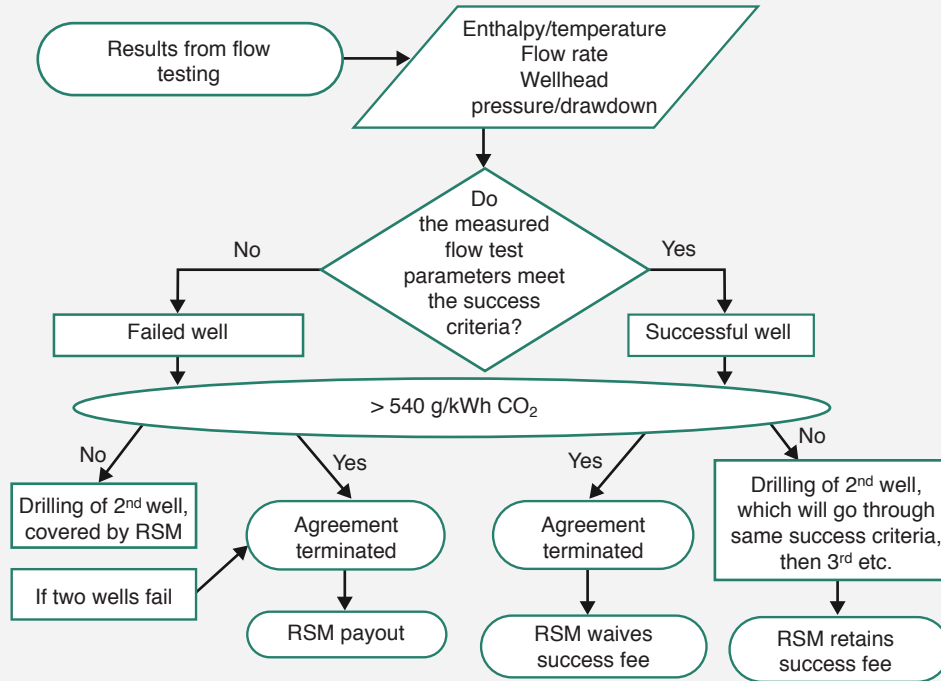 Results from flow
testing
Enthalpy/temperature
Flow rate
Wellhead
pressure/drawdown
Do
the measured
flow test
parameters meet
the success
criteria?
No
Yes
Failed well
Successful well
> 540 g/kWh CO₂
No
Yes
Yes
No
Drilling of 2ⁿᵈ well,
covered by RSM
Agreement
terminated
Agreement
terminated
Drilling of 2ⁿᵈ well,
which will go through
same success criteria,
then 3ʳᵈ etc.
If two wells fail
RSM payout
RSM waives
success fee
RSM retains
success fee